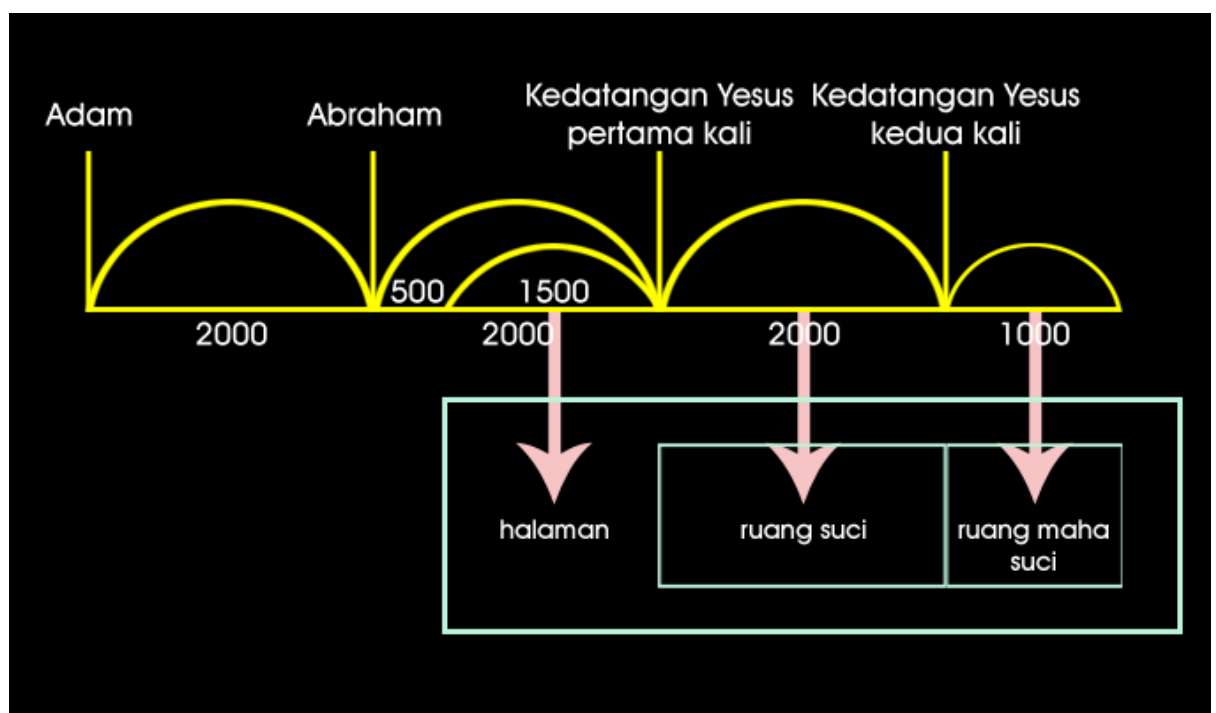 Adam
Abraham
Kedatangan Yesus
pertama kali
Kedatangan Yesus
kedua kali
500
1500
2000
2000
2000
1000
halaman
ruang suci
ruang maha
suci